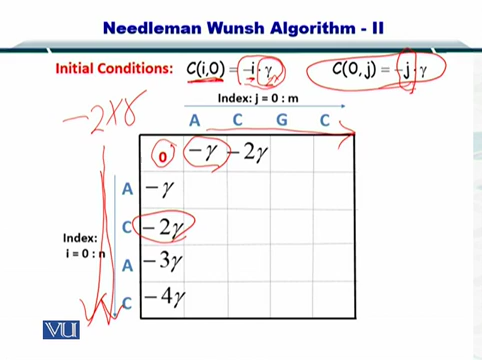 Needleman Wunsh Algorithm - II
Initial Conditions: C(i,0) = -i · γ C(0, j) = -j · γ
Index: j = 0 : m
-2×γ
A C G C
0 -γ -2γ
A -γ
C -2γ
Index:
i = 0 : n
A -3γ
C -4γ
VU